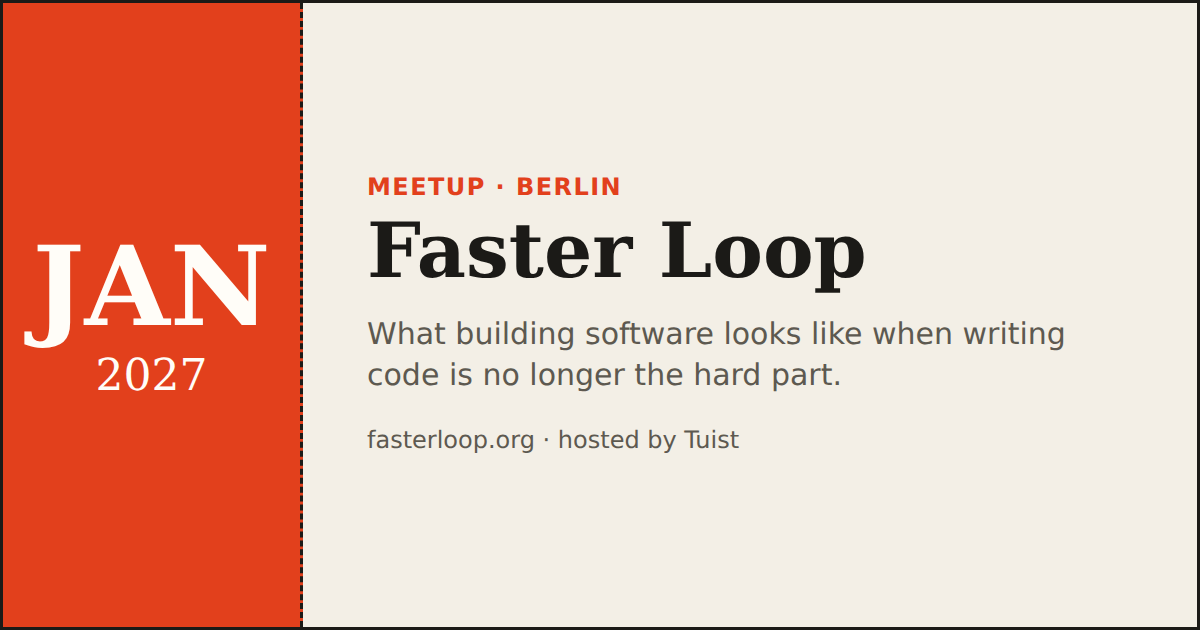 JAN
2027
MEETUP · BERLIN
Faster Loop
What building software looks like when writing
code is no longer the hard part.
fasterloop.org · hosted by Tuist